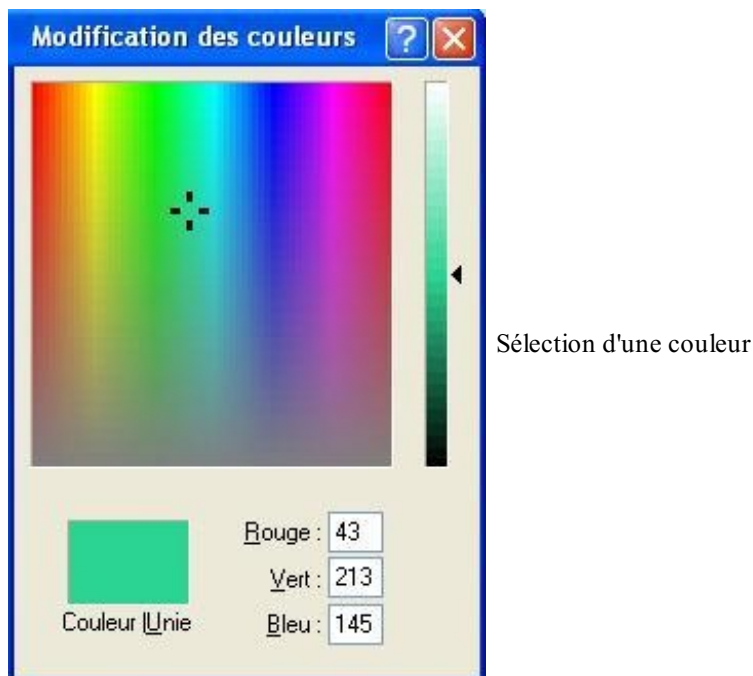 Modification des couleurs
Sélection d'une couleur
Rouge : 43
Vert : 213
Couleur |Unie
Bleu : 145